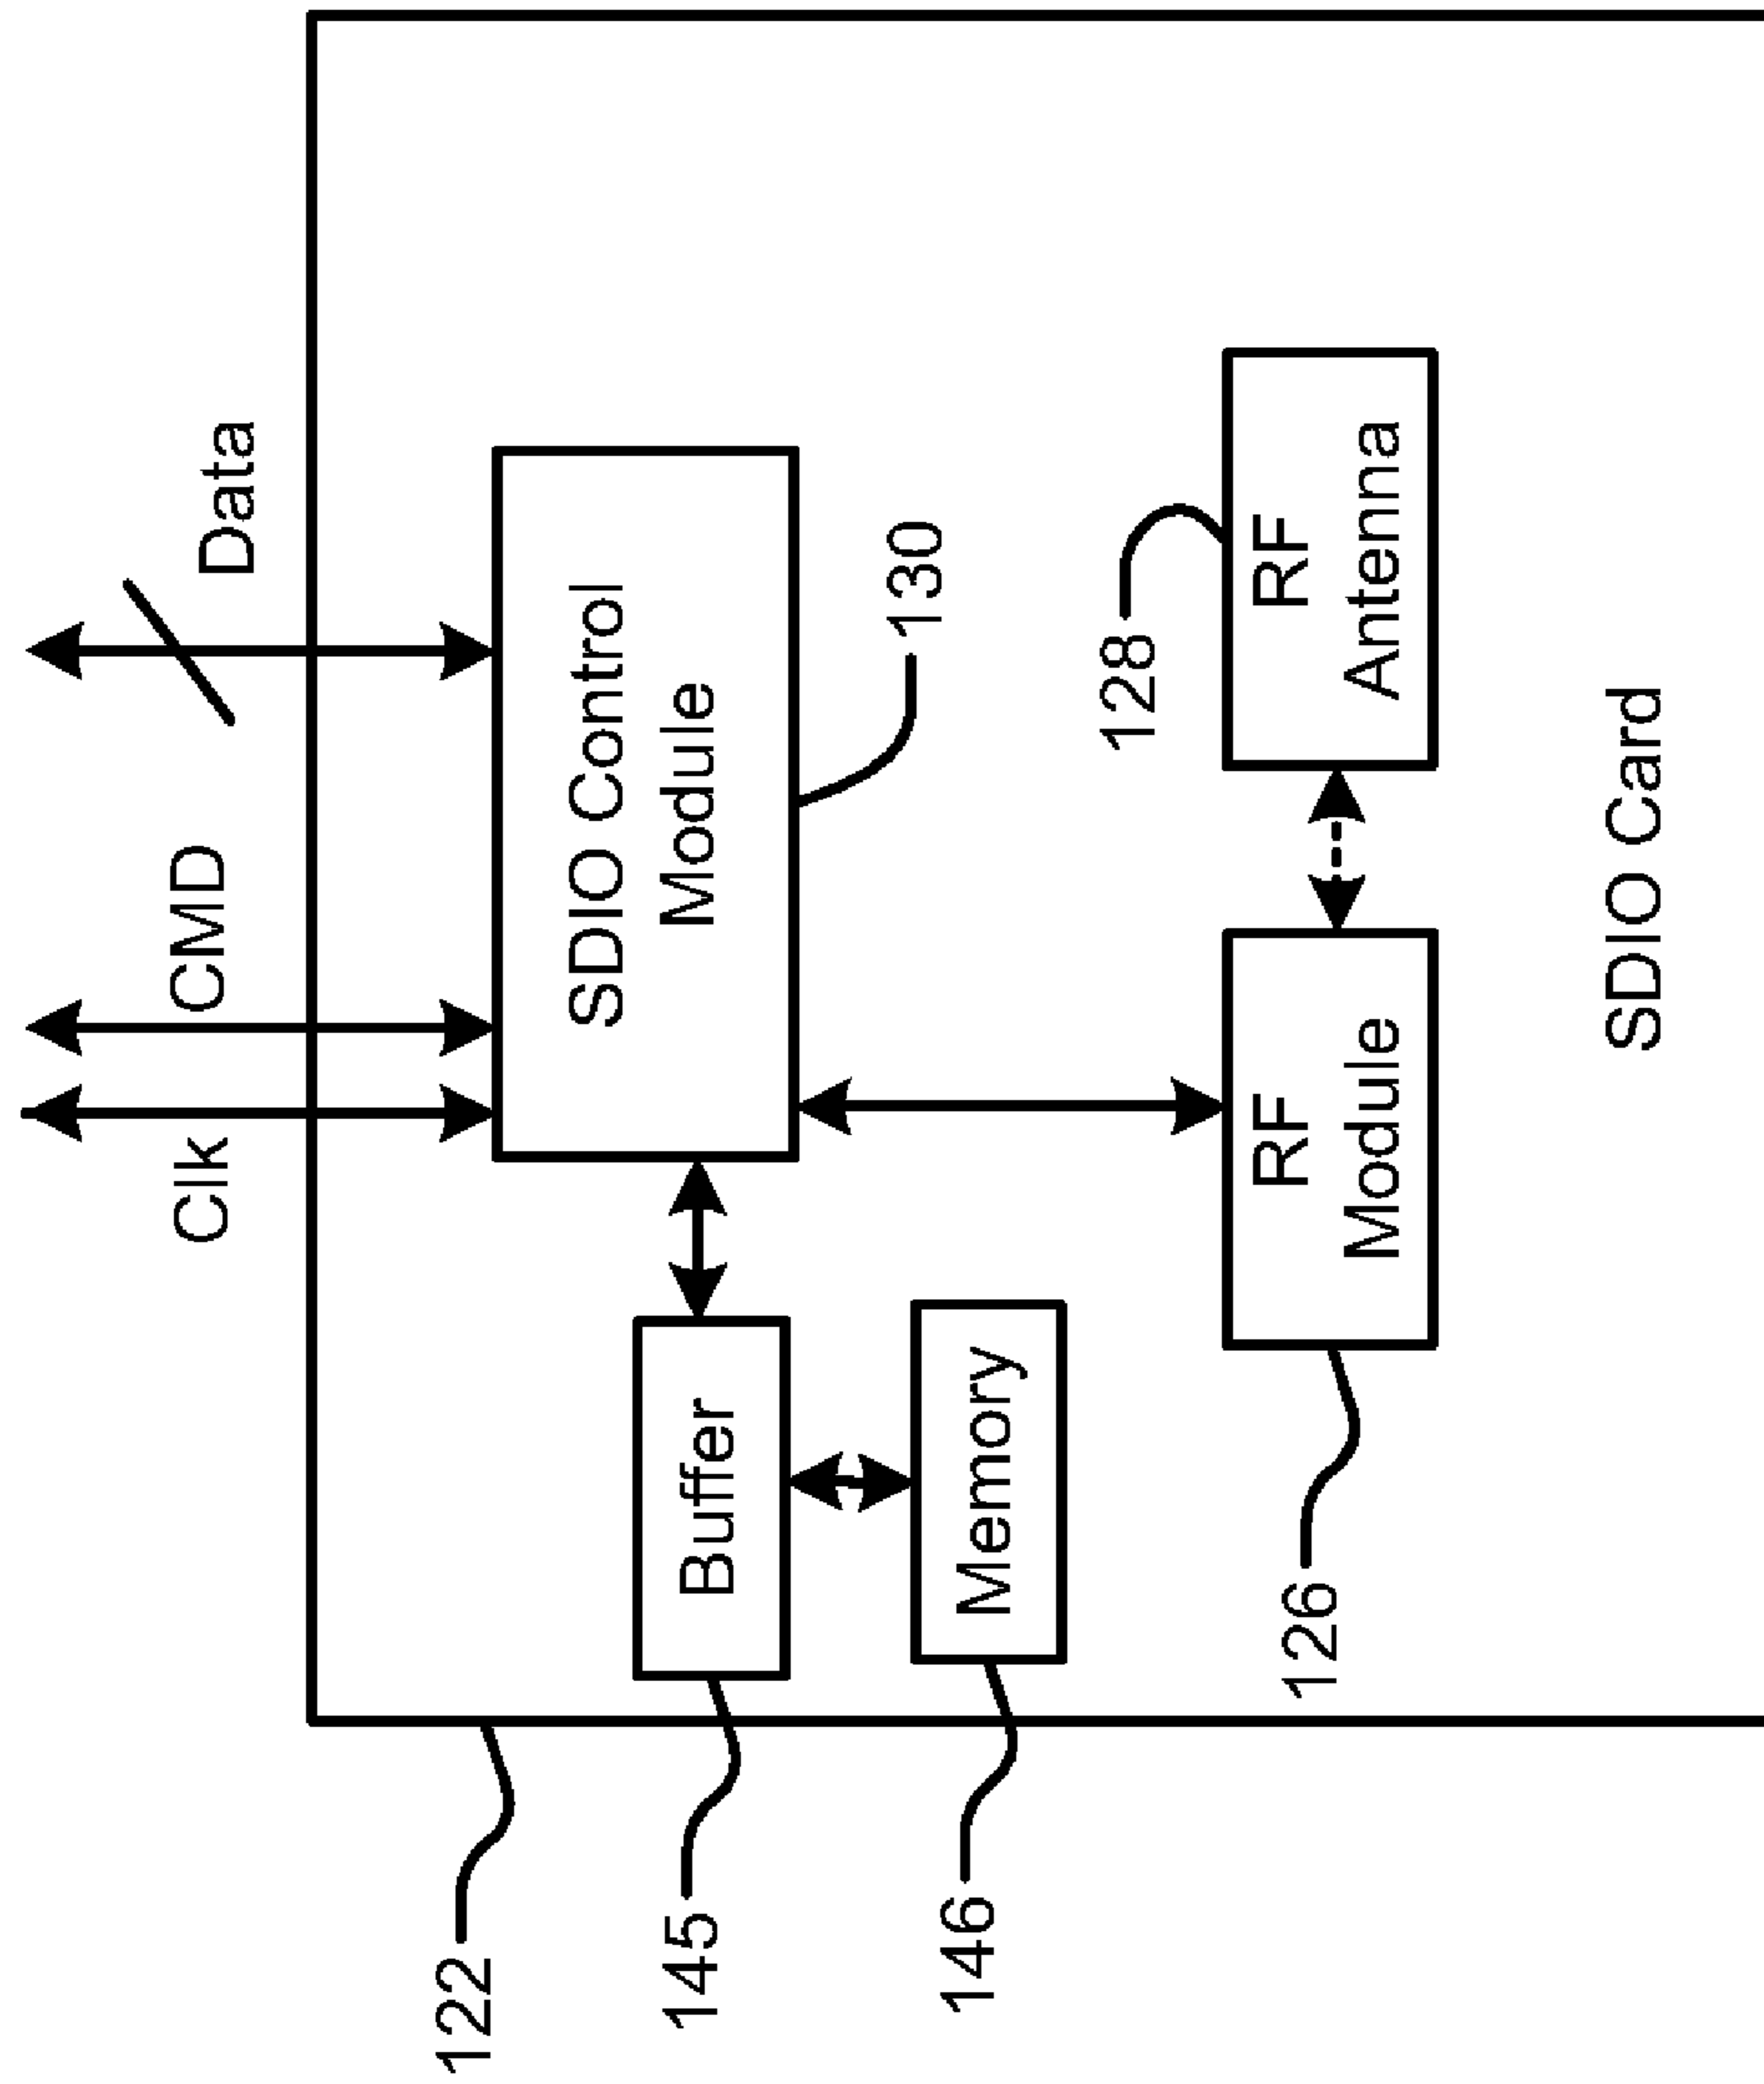 Clk
CMD
Data
122
SDIO Control
Module
145
Buffer
130
146
Memory
128
126
RF
Module
RF
Antenna
SDIO Card